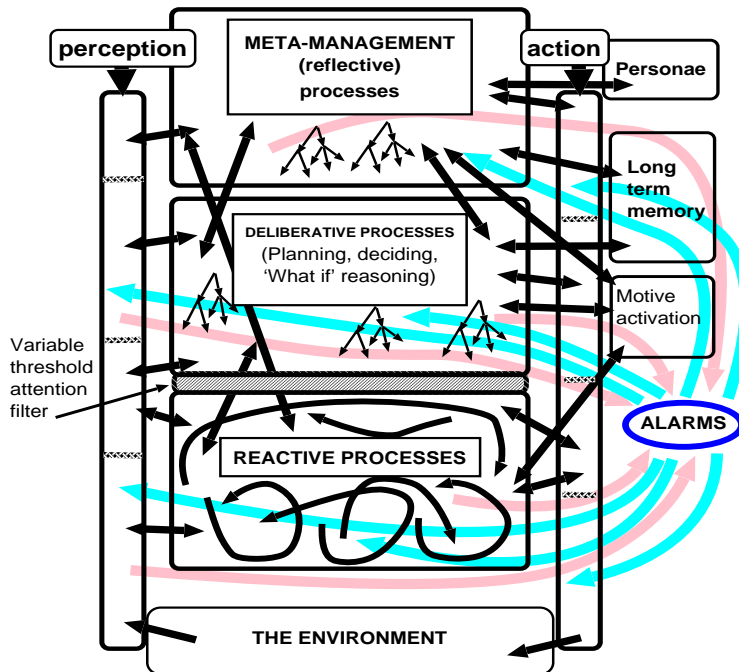 perception
META-MANAGEMENT
(reflective)
processes
action
Personae
Long
term
memory
DELIBERATIVE PROCESSES
(Planning, deciding,
‘What if’ reasoning)
Motive
activation
Variable
threshold
attention
filter
ALARMS
REACTIVE PROCESSES
THE ENVIRONMENT